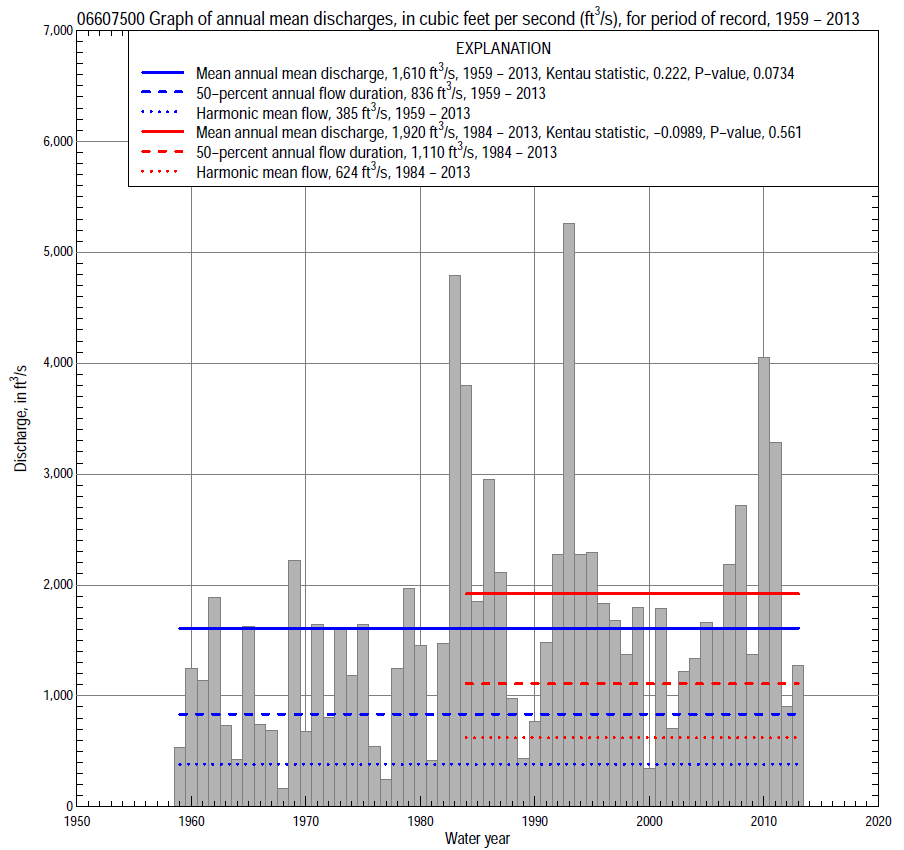 06607500 Graph of annual mean discharges, in cubic feet per second (ft³/s), for period of record, 1959 – 2013
EXPLANATION
Mean annual mean discharge, 1,610 ft³/s, 1959 – 2013, Kentau statistic, 0.222, P–value, 0.0734
50–percent annual flow duration, 836 ft³/s, 1959 – 2013
Harmonic mean flow, 385 ft³/s, 1959 – 2013
Mean annual mean discharge, 1,920 ft³/s, 1984 – 2013, Kentau statistic, –0.0989, P–value, 0.561
50–percent annual flow duration, 1,110 ft³/s, 1984 – 2013
Harmonic mean flow, 624 ft³/s, 1984 – 2013
7,000
6,000
5,000
4,000
3,000
2,000
1,000
0
Discharge, in ft³/s
1950 1960 1970 1980 1990 2000 2010 2020
Water year